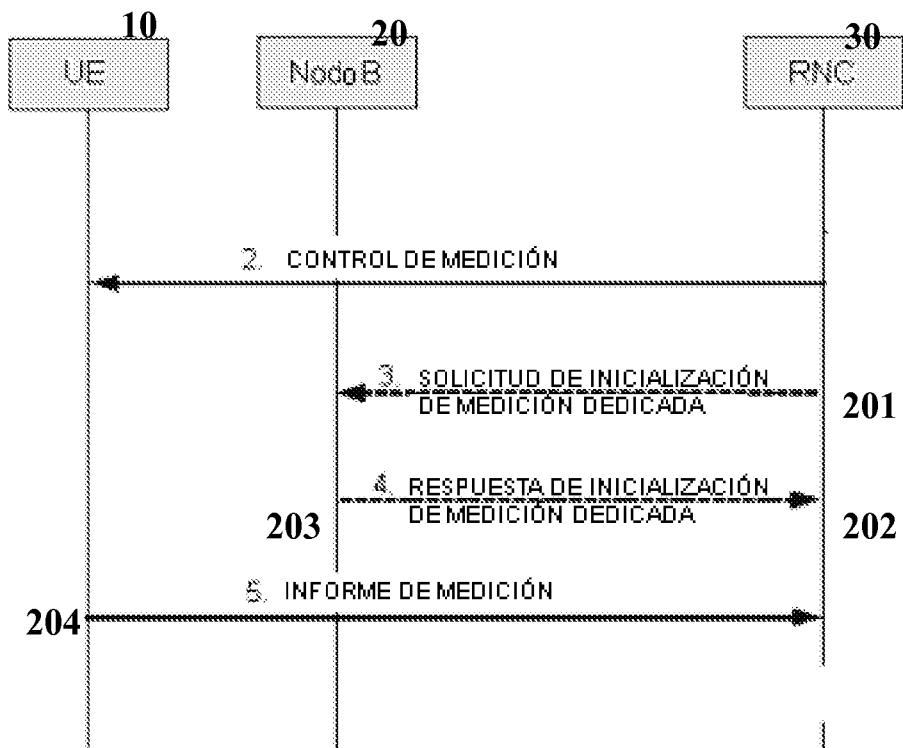 10
20
30
UE
Nodo B
RNC
2. CONTROL DE MEDICIÓN
3. SOLICITUD DE INICIALIZACIÓN
DE MEDICIÓN DEDICADA
201
4. RESPUESTA DE INICIALIZACIÓN
DE MEDICIÓN DEDICADA
203
202
5. INFORME DE MEDICIÓN
204